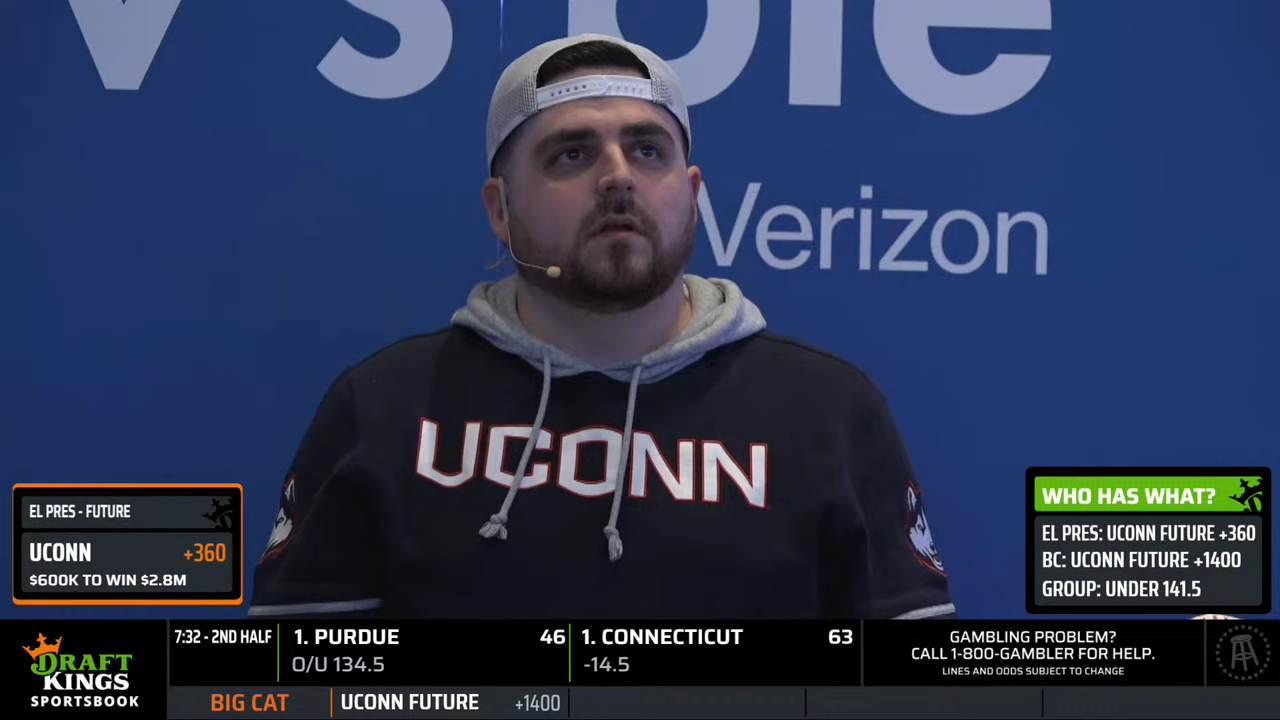 Visible
Verizon
UCONN
EL PRES - FUTURE
UCONN +360
$600K TO WIN $2.8M
WHO HAS WHAT?
EL PRES: UCONN FUTURE +360
BC: UCONN FUTURE +1400
GROUP: UNDER 141.5
DRAFT
KINGS
SPORTSBOOK
7:32 - 2ND HALF
1. PURDUE 46
O/U 134.5
1. CONNECTICUT 63
-14.5
GAMBLING PROBLEM?
CALL 1-800-GAMBLER FOR HELP.
LINES AND ODDS SUBJECT TO CHANGE
BIG CAT
UCONN FUTURE +1400